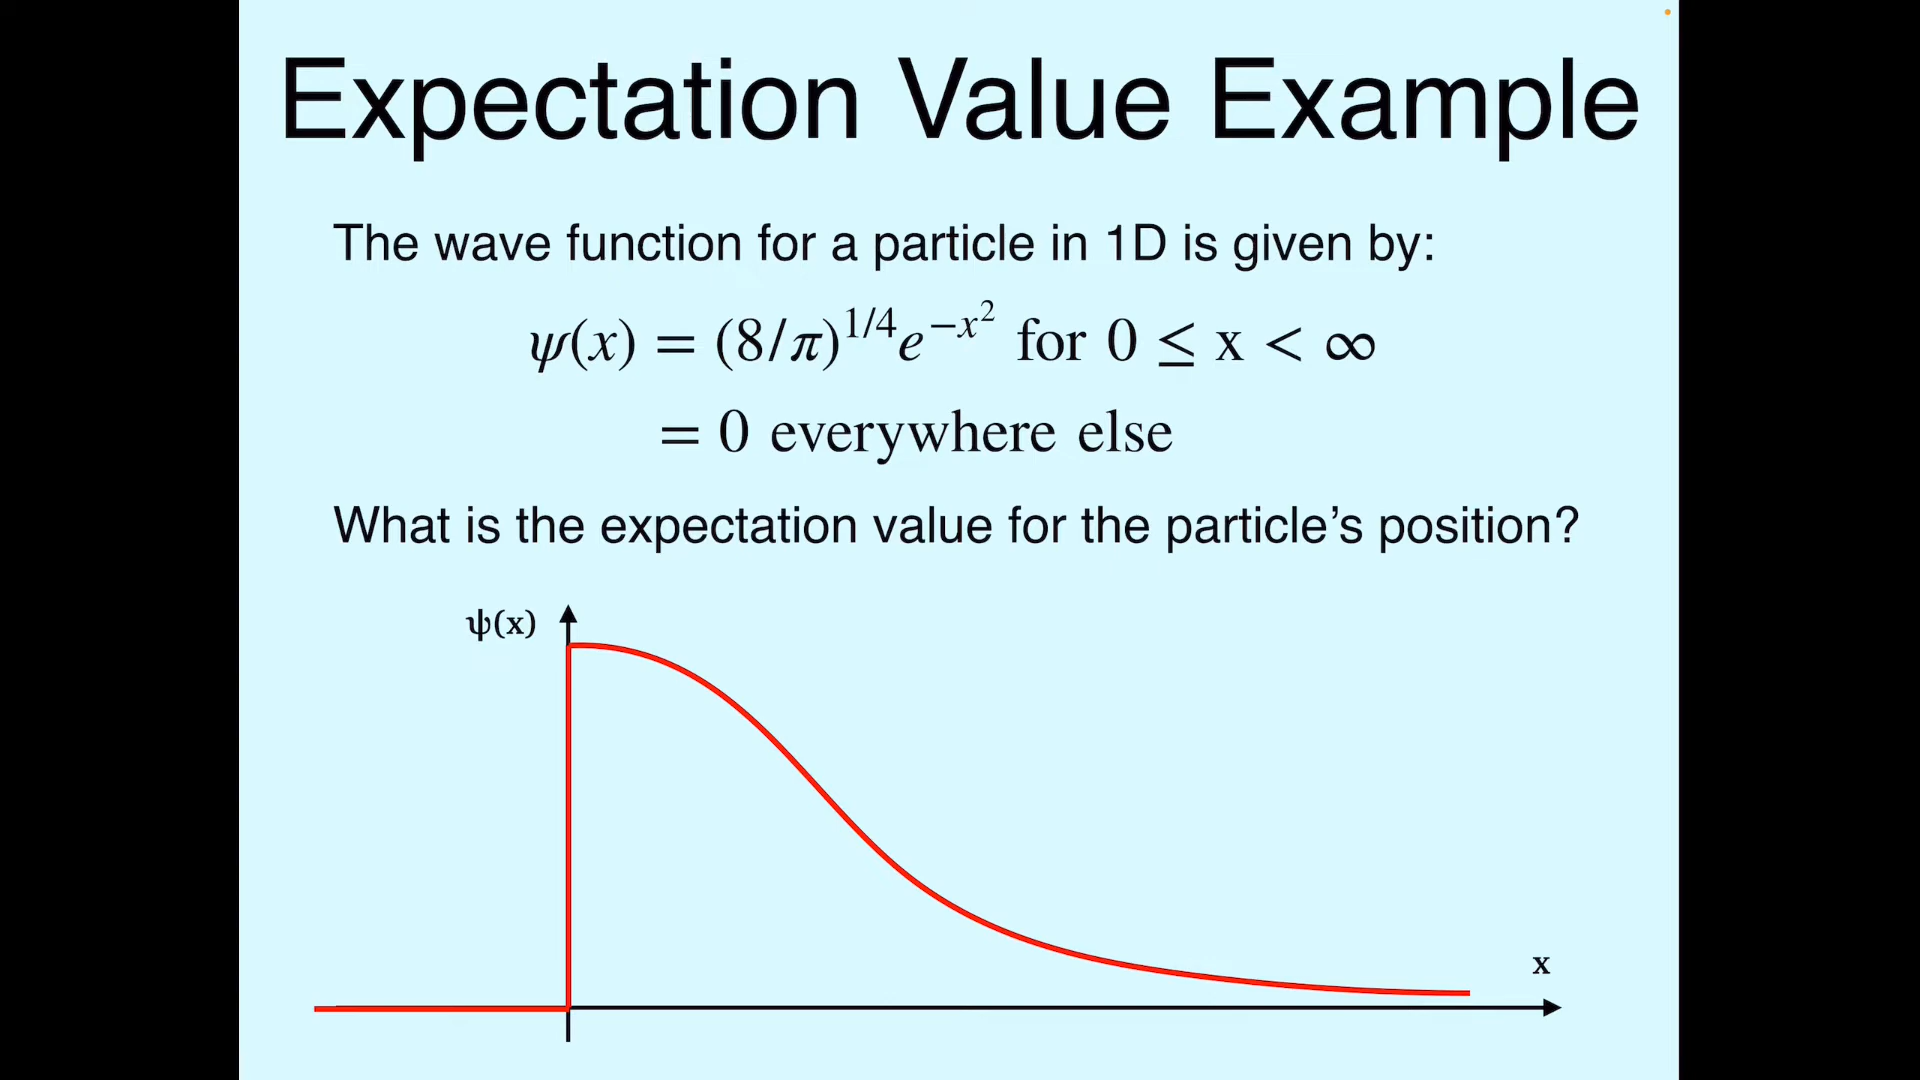 Expectation Value Example
The wave function for a particle in 1D is given by:
ψ(x) = (8/π)^{1/4}e^{−x^2} for 0 ≤ x < ∞
= 0 everywhere else
What is the expectation value for the particle’s position?
ψ(x)
x